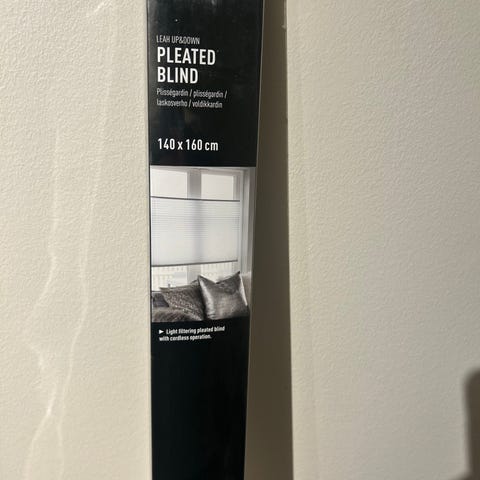 LEAH UP&DOWN
PLEATED
BLIND
Plisségardin / plisségardin /
laskosverho / voldikkardin
140 x 160 cm
► Light filtering pleated blind
with cordless operation.